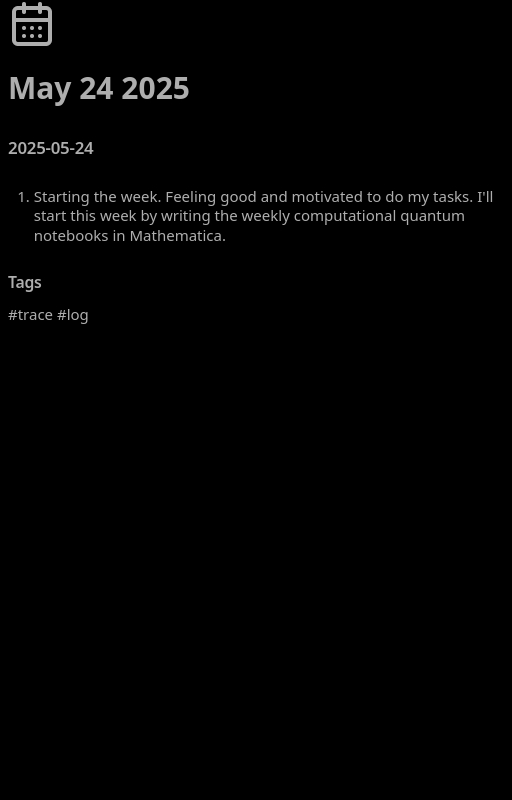 May 24 2025
2025-05-24
1. Starting the week. Feeling good and motivated to do my tasks. I'll
start this week by writing the weekly computational quantum
notebooks in Mathematica.
Tags
#trace #log